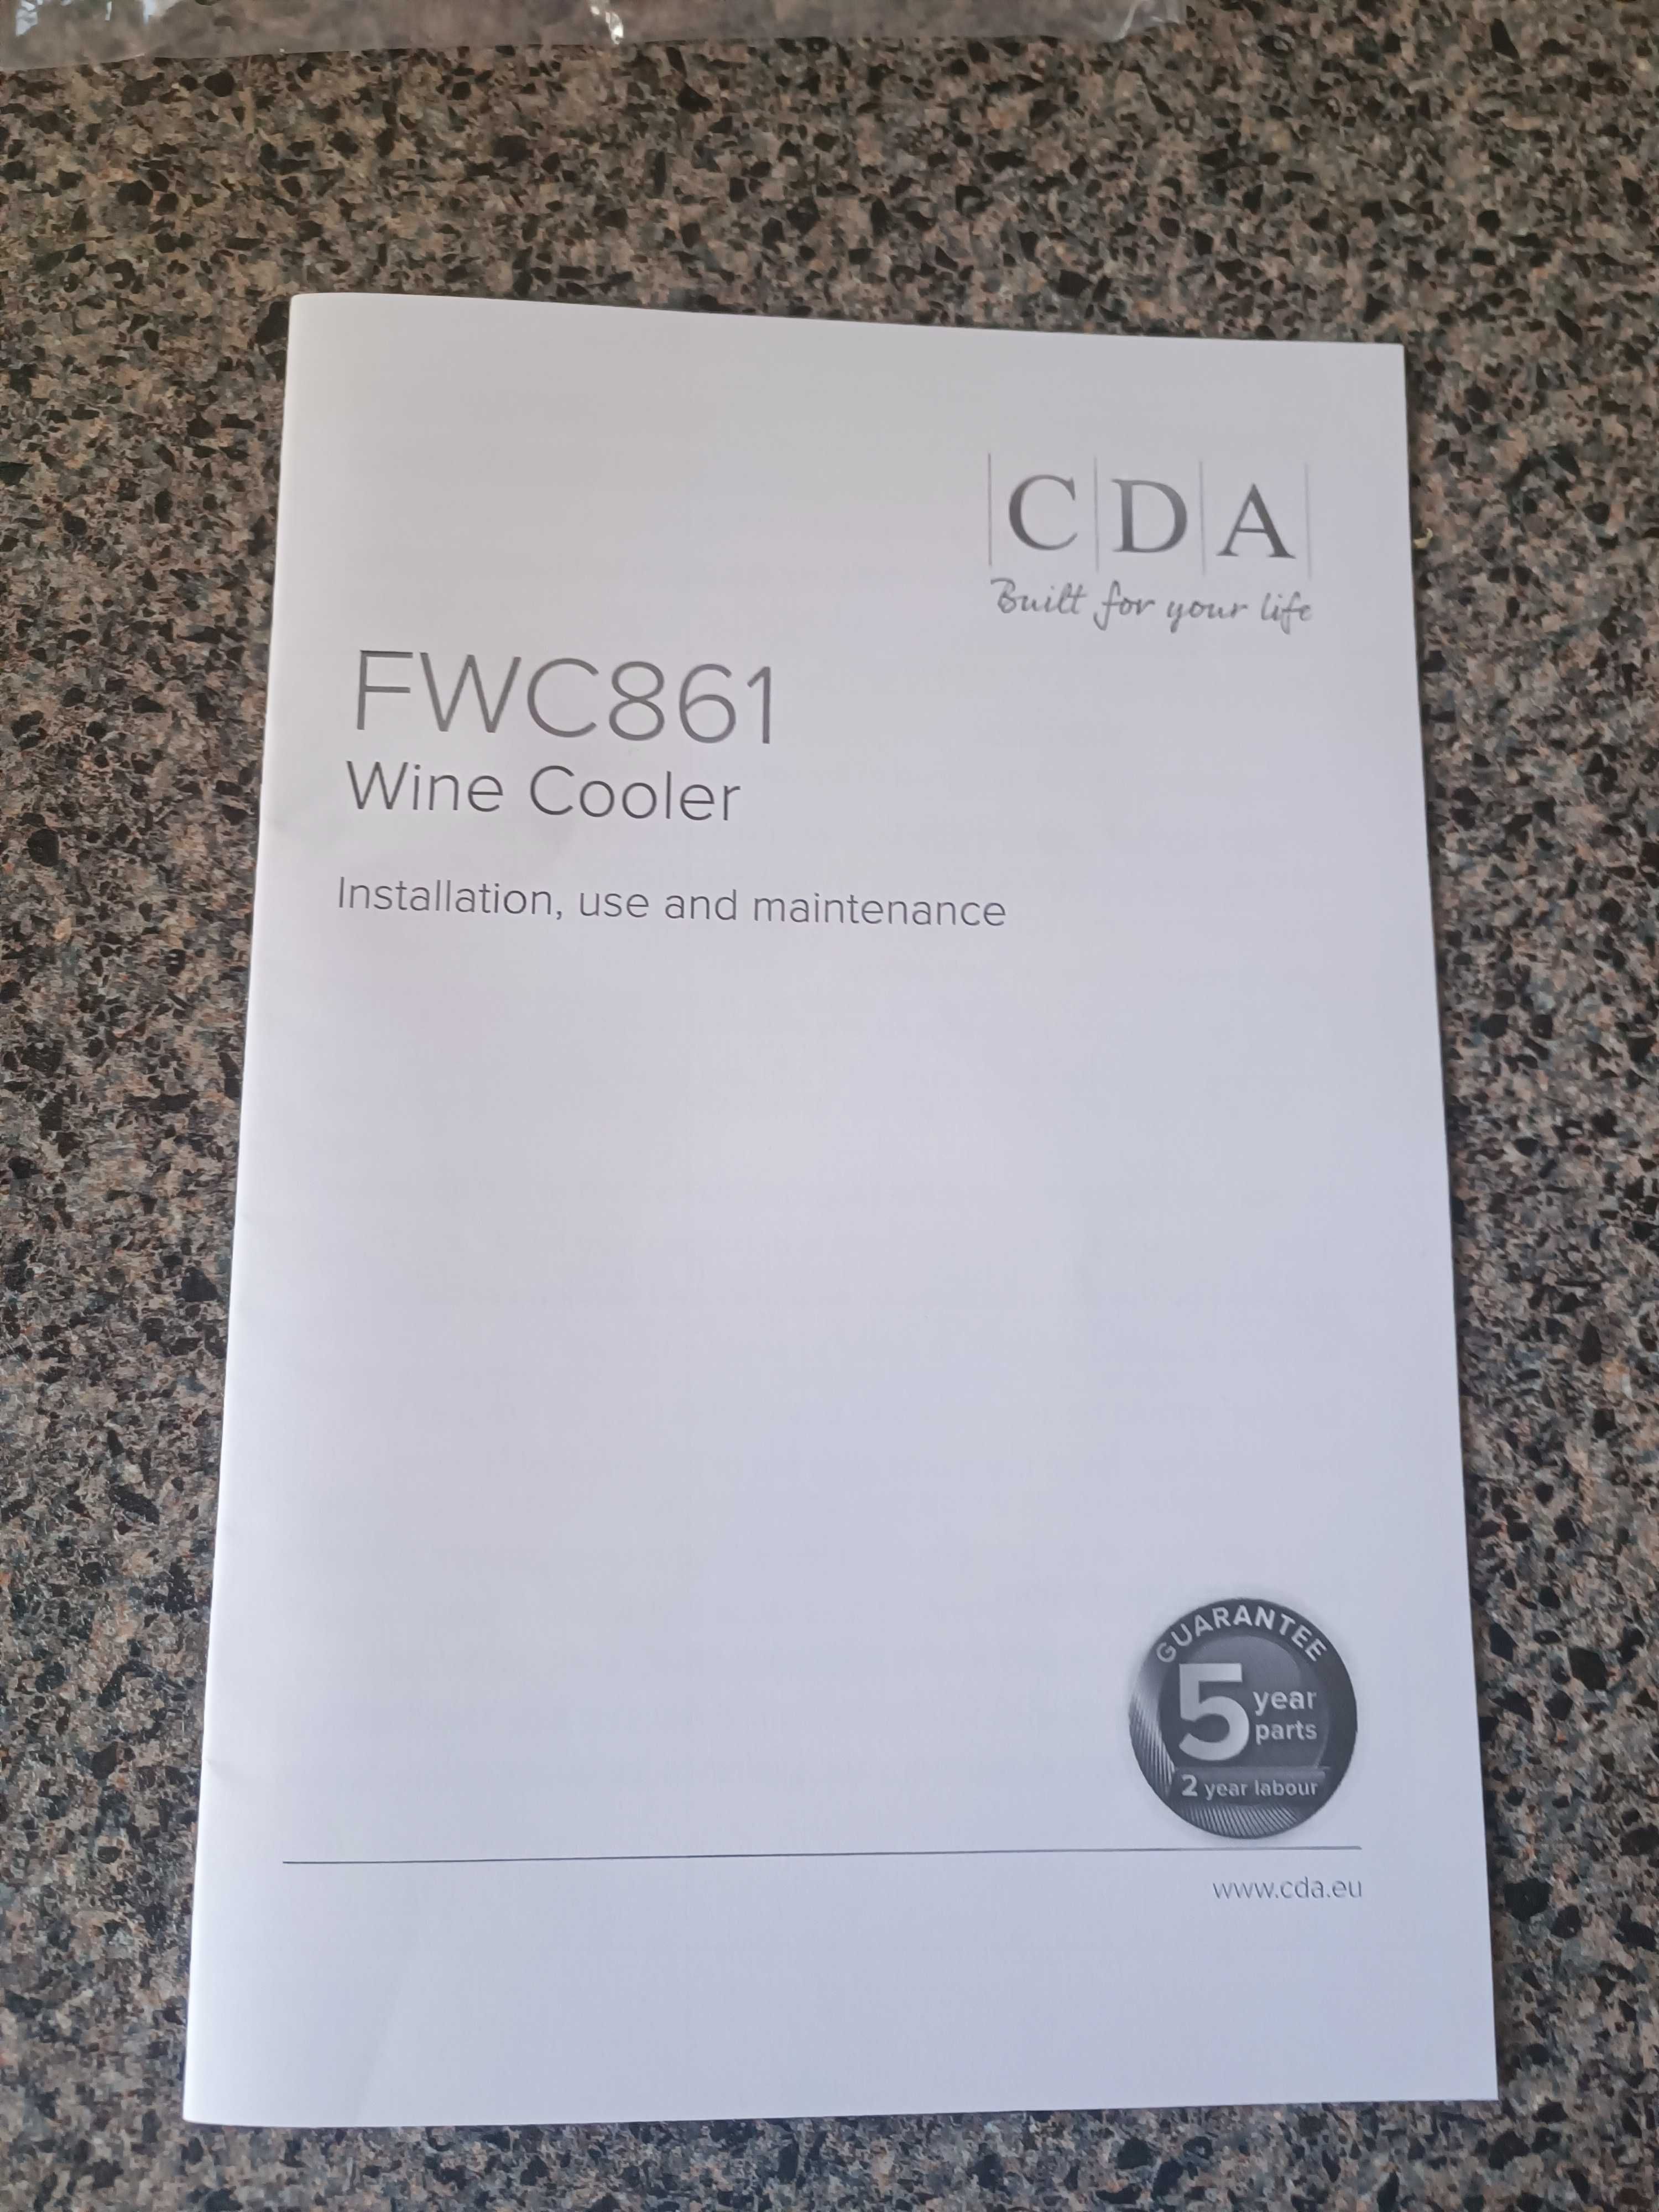 CDA
Built for your life
FWC861
Wine Cooler
Installation, use and maintenance
GUARANTEE
5 year
parts
2 year labour
www.cda.eu